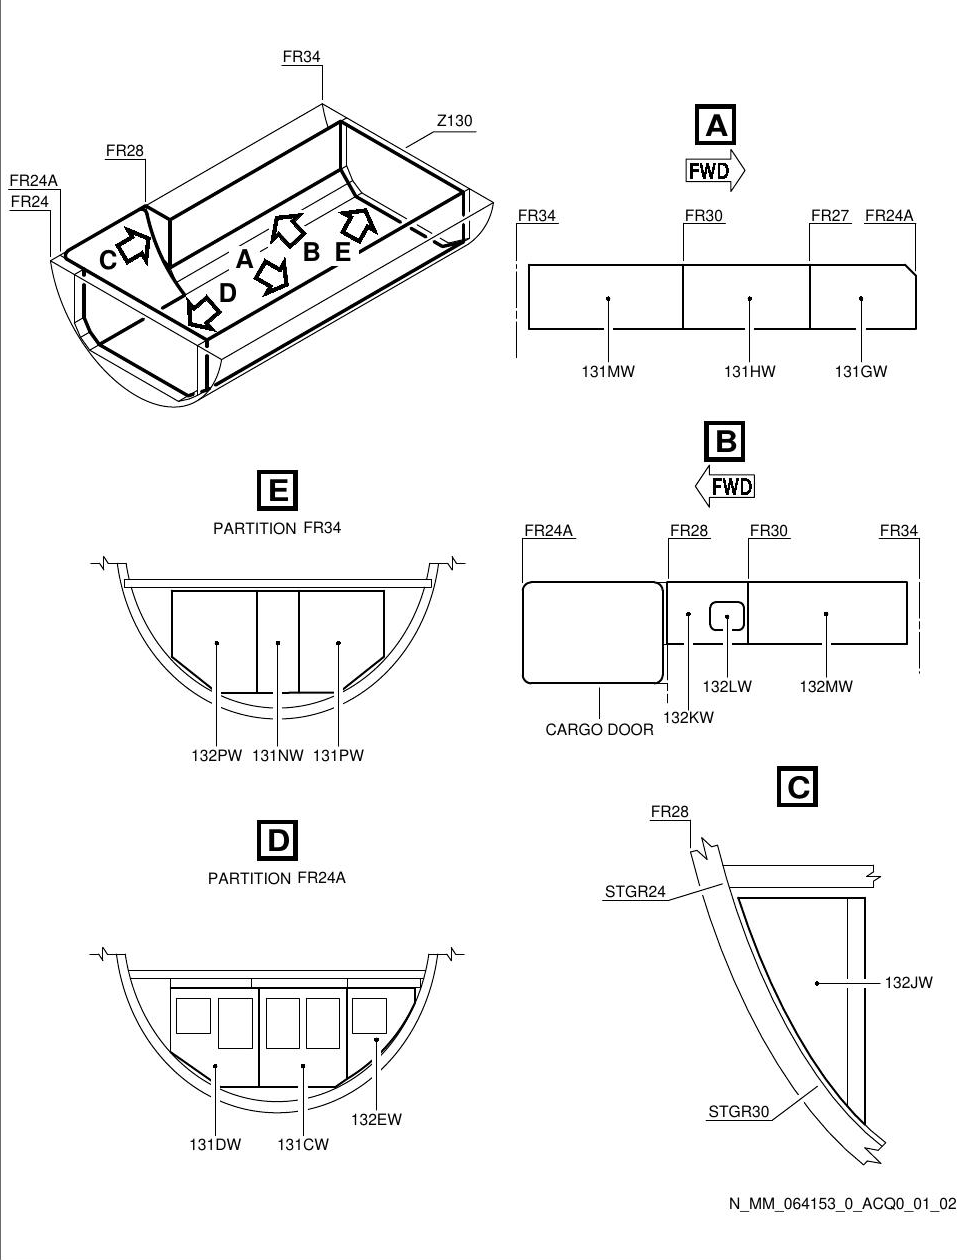 FR34
Z130
FR28
FR24A
FR24
C
A
B
E
D
A
FWD
FR34
FR30
FR27
FR24A
131MW
131HW
131GW
B
FWD
FR24A
FR28
FR30
FR34
132LW
132MW
132KW
CARGO DOOR
E
PARTITION FR34
132PW
131NW
131PW
C
FR28
STGR24
132JW
STGR30
D
PARTITION FR24A
132EW
131DW
131CW
N_MM_064153_0_ACQ0_01_02